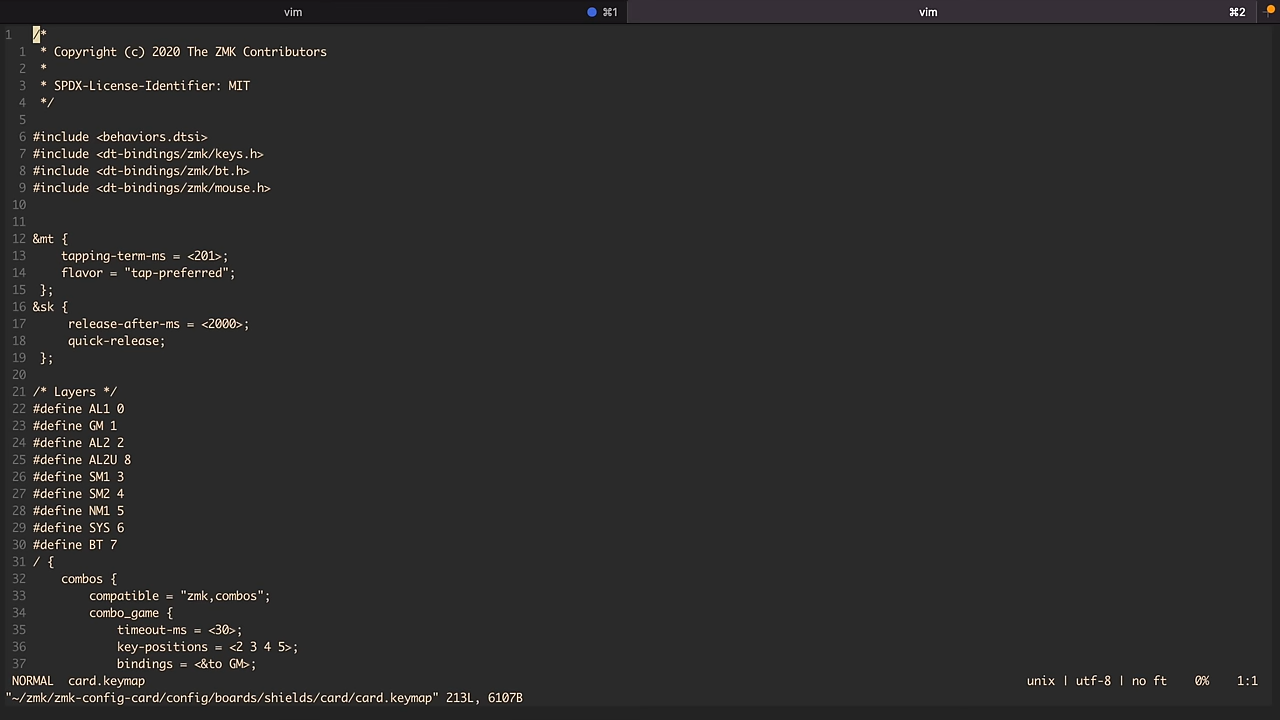 vim ⌘1 vim ⌘2
1 /*
1 * Copyright (c) 2020 The ZMK Contributors
2 *
3 * SPDX-License-Identifier: MIT
4 */
5
6 #include <behaviors.dtsi>
7 #include <dt-bindings/zmk/keys.h>
8 #include <dt-bindings/zmk/bt.h>
9 #include <dt-bindings/zmk/mouse.h>
10
11
12 &mt {
13 tapping-term-ms = <201>;
14 flavor = "tap-preferred";
15 };
16 &sk {
17 release-after-ms = <2000>;
18 quick-release;
19 };
20
21 /* Layers */
22 #define AL1 0
23 #define GM 1
24 #define AL2 2
25 #define AL2U 8
26 #define SM1 3
27 #define SM2 4
28 #define NM1 5
29 #define SYS 6
30 #define BT 7
31 / {
32 combos {
33 compatible = "zmk,combos";
34 combo_game {
35 timeout-ms = <30>;
36 key-positions = <2 3 4 5>;
37 bindings = <&to GM>;
NORMAL card.keymap unix | utf-8 | no ft 0% 1:1
"~/zmk/zmk-config-card/config/boards/shields/card/card.keymap" 213L, 6107B